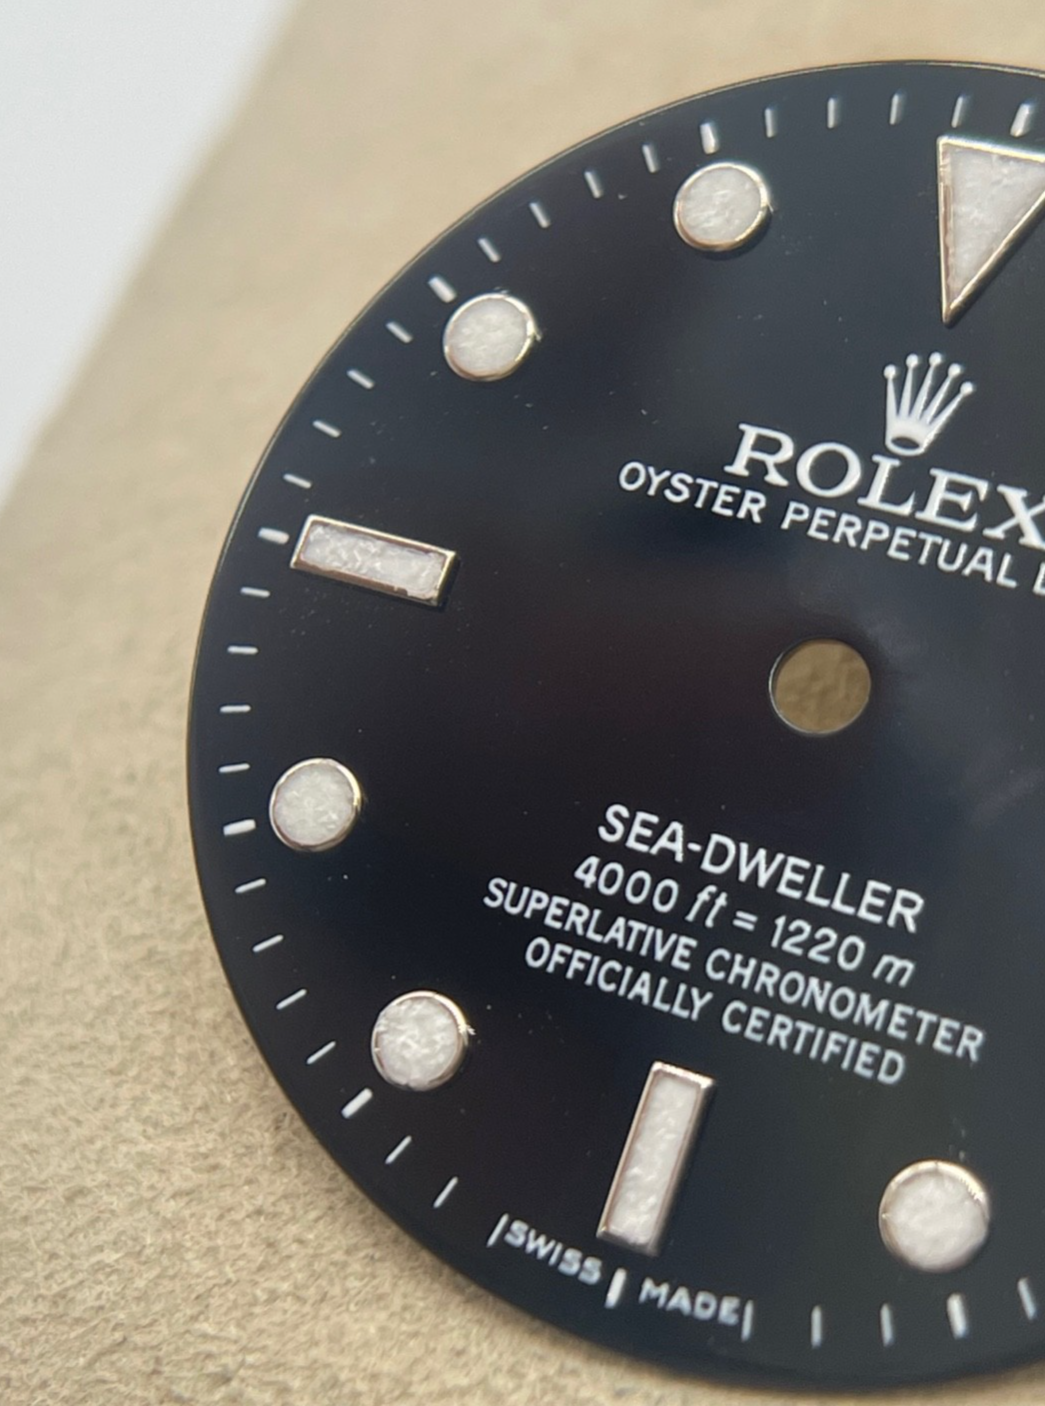 ROLEX
OYSTER PERPETUAL
SEA-DWELLER
4000 ft = 1220 m
SUPERLATIVE CHRONOMETER
OFFICIALLY CERTIFIED
SWISS MADE